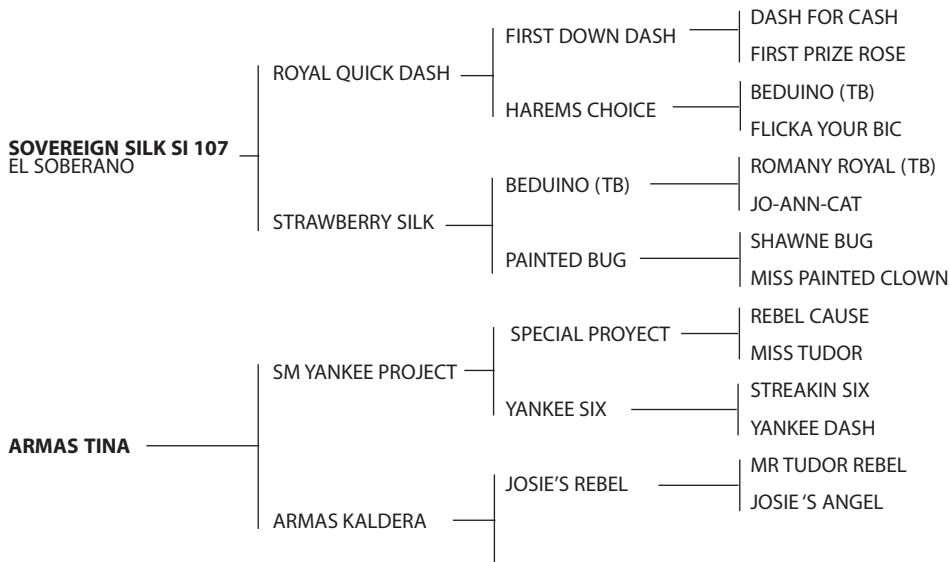 DASH FOR CASH
FIRST DOWN DASH
FIRST PRIZE ROSE
ROYAL QUICK DASH
BEDUINO (TB)
HAREMS CHOICE
FLICKA YOUR BIC
SOVEREIGN SILK SI 107
EL SOBERANO
ROMANY ROYAL (TB)
BEDUINO (TB)
JO-ANN-CAT
STRAWBERRY SILK
SHAWNE BUG
PAINTED BUG
MISS PAINTED CLOWN
REBEL CAUSE
SPECIAL PROYECT
MISS TUDOR
SM YANKEE PROJECT
STREAKIN SIX
YANKEE SIX
YANKEE DASH
ARMAS TINA
MR TUDOR REBEL
JOSIE'S REBEL
JOSIE 'S ANGEL
ARMAS KALDERA